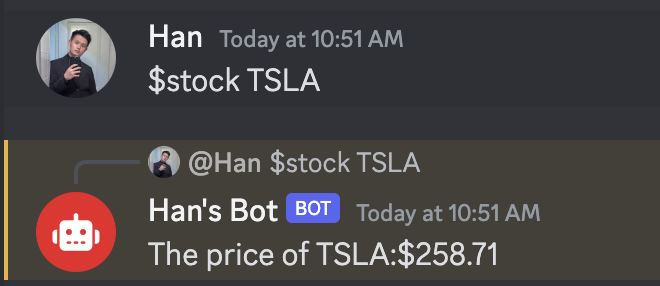 Han Today at 10:51 AM
$stock TSLA
@Han $stock TSLA
Han's Bot BOT Today at 10:51 AM
The price of TSLA:$258.71